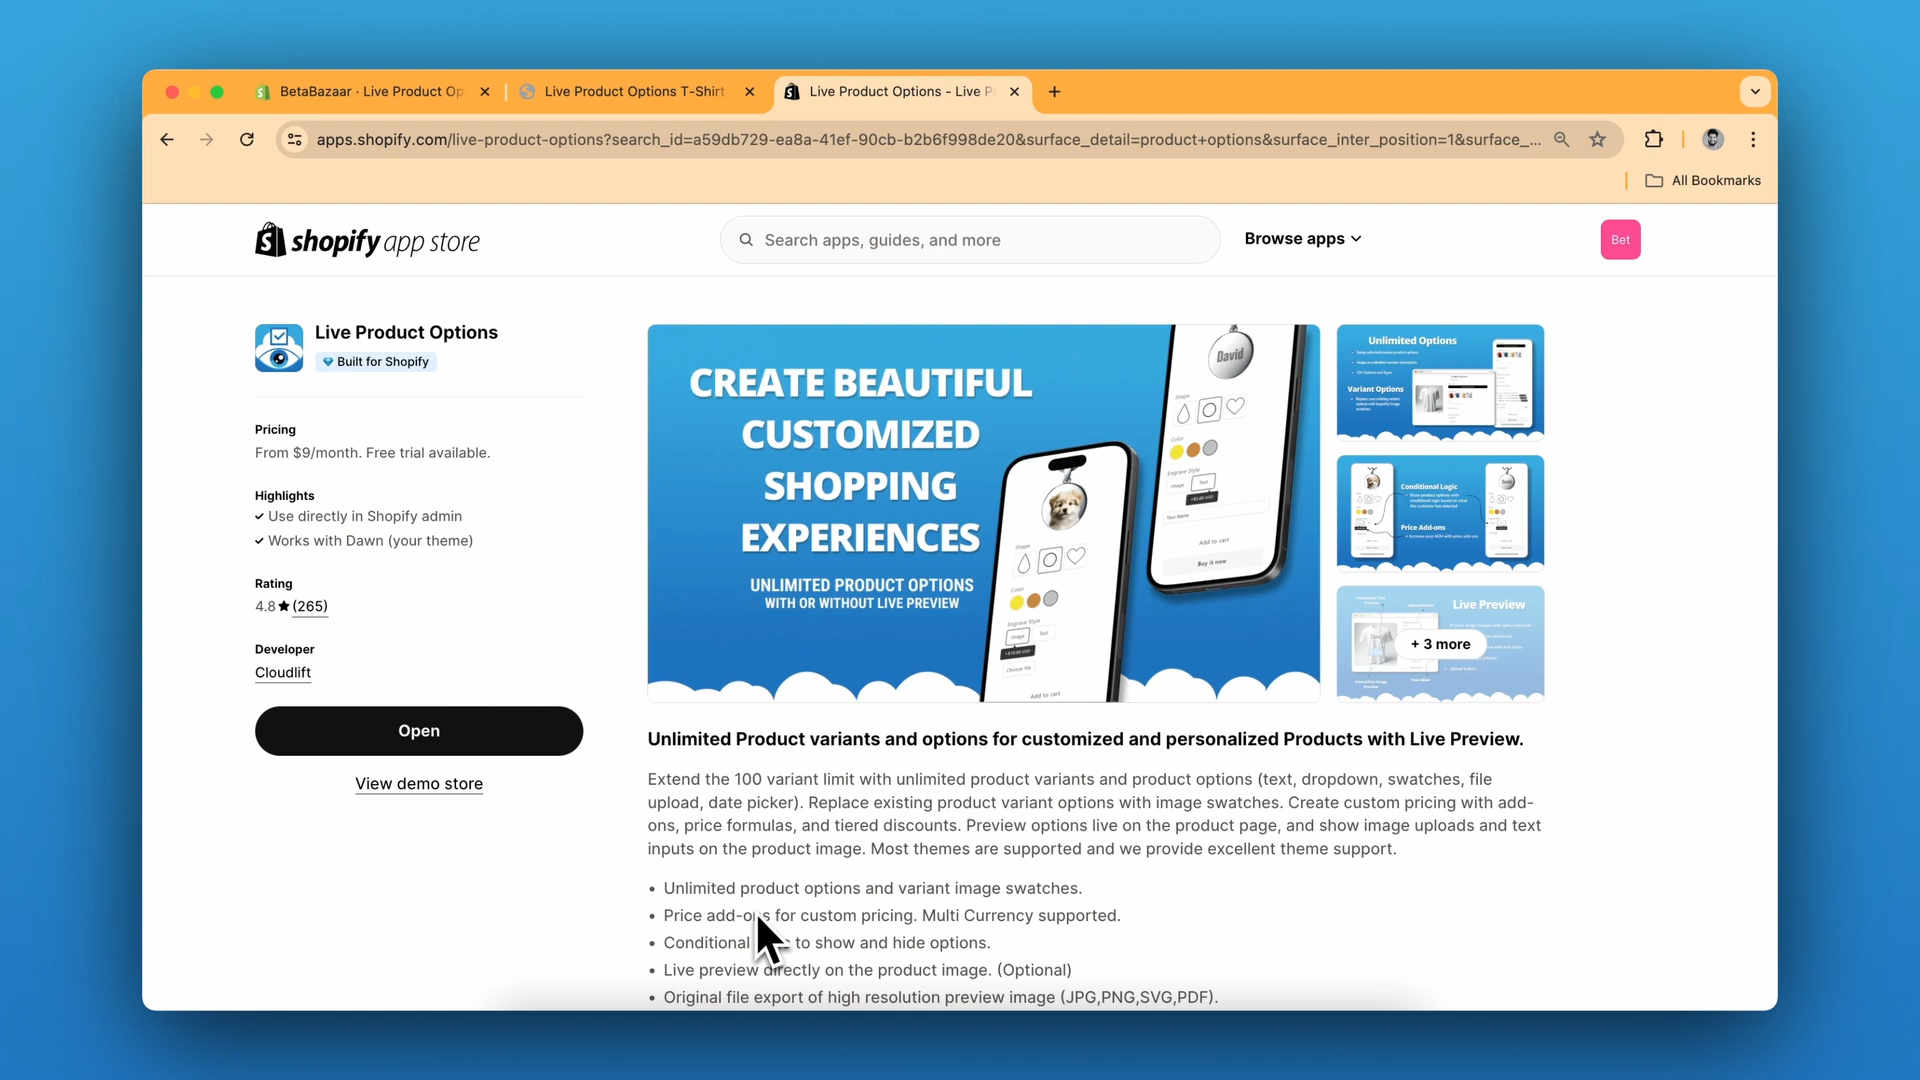 BetaBazaar · Live Product Op
Live Product Options T-Shirt
Live Product Options - Live P
apps.shopify.com/live-product-options?search_id=a59db729-ea8a-41ef-90cb-b2b6f998de20&surface_detail=product+options&surface_inter_position=1&surface_...
All Bookmarks
shopify app store
Search apps, guides, and more
Browse apps
Bet
Live Product Options
Built for Shopify
Pricing
From $9/month. Free trial available.
Highlights
Use directly in Shopify admin
Works with Dawn (your theme)
Rating
4.8★ (265)
Developer
Cloudlift
Open
View demo store
CREATE BEAUTIFUL
CUSTOMIZED
SHOPPING
EXPERIENCES
UNLIMITED PRODUCT OPTIONS
WITH OR WITHOUT LIVE PREVIEW
Shape
Color
Engrave Style
Image Text
Choose file
Add to cart
David
Shape
Color
Engrave Style
Image Text
Your Name
Add to cart
Buy it now
Unlimited Options
Variant Options
Conditional Logic
Price Add-ons
Live Preview
+ 3 more
Unlimited Product variants and options for customized and personalized Products with Live Preview.
Extend the 100 variant limit with unlimited product variants and product options (text, dropdown, swatches, file
upload, date picker). Replace existing product variant options with image swatches. Create custom pricing with add-
ons, price formulas, and tiered discounts. Preview options live on the product page, and show image uploads and text
inputs on the product image. Most themes are supported and we provide excellent theme support.
• Unlimited product options and variant image swatches.
• Price add-ons for custom pricing. Multi Currency supported.
• Conditional to show and hide options.
• Live preview directly on the product image. (Optional)
• Original file export of high resolution preview image (JPG,PNG,SVG,PDF).